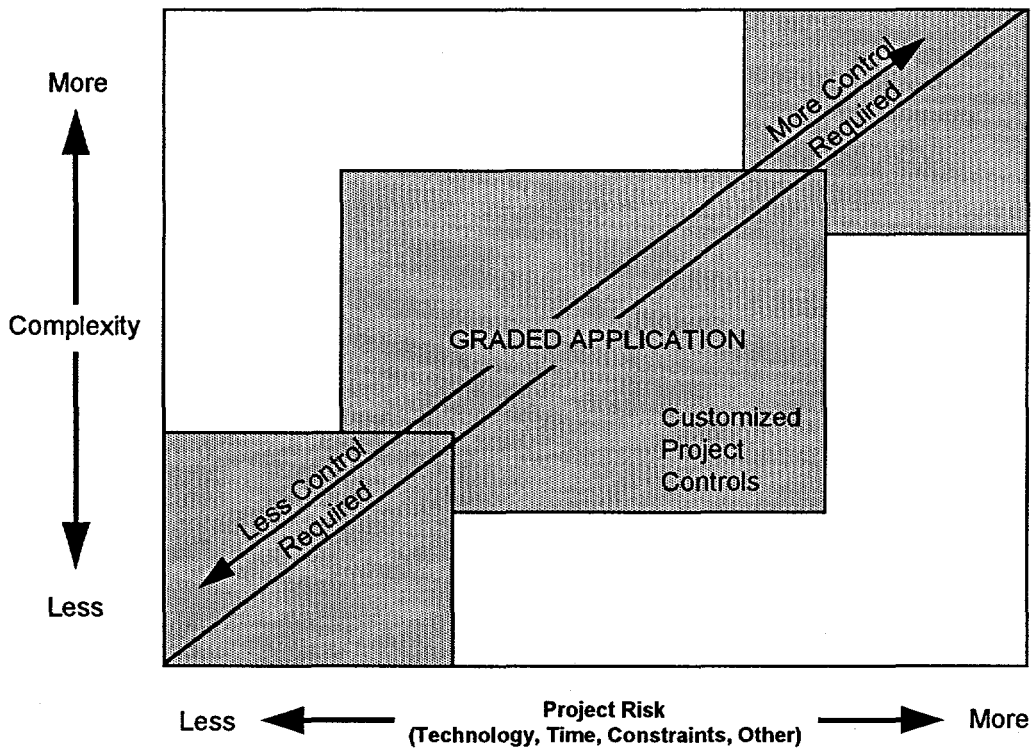 More
More Control
Required
Complexity
GRADED APPLICATION
Customized
Project
Controls
Less Control
Required
Less
Less
Project Risk
(Technology, Time, Constraints, Other)
More